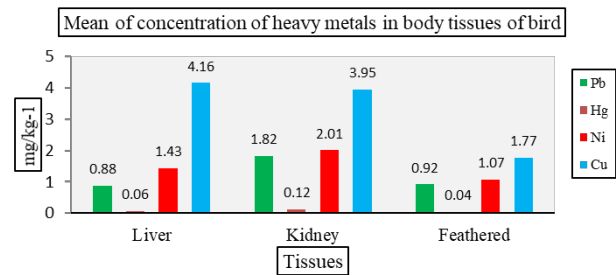 Mean of concentration of heavy metals in body tissues of bird
5
4
3
2
1
0
mg/kg-1
0.88
0.06
1.43
4.16
1.82
0.12
2.01
3.95
0.92
0.04
1.07
1.77
Liver
Kidney
Feathered
Tissues
Pb
Hg
Ni
Cu